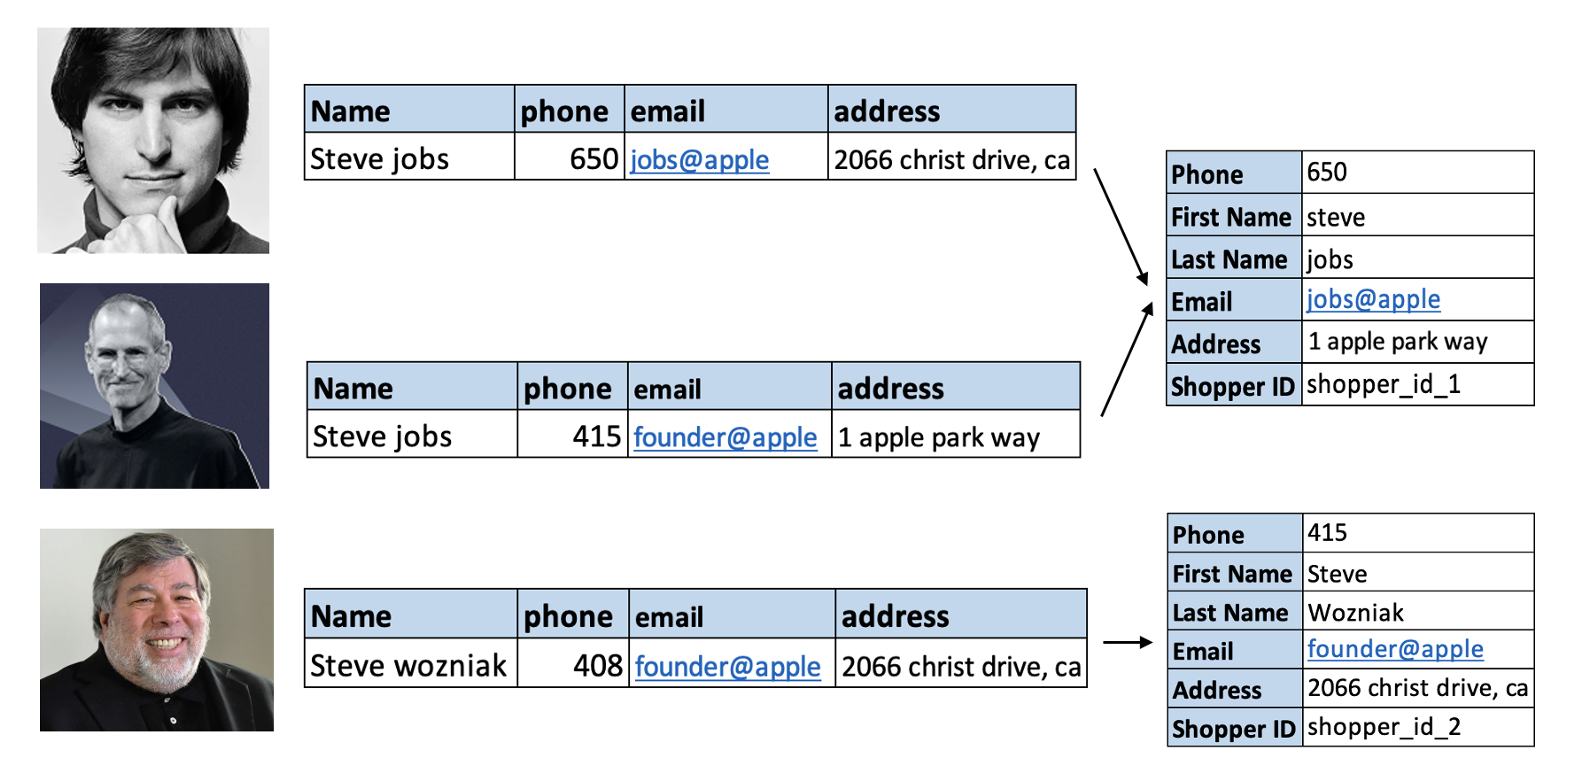 Name phone email address
Steve jobs 650 jobs@apple 2066 christ drive, ca
Phone 650
First Name steve
Last Name jobs
Email jobs@apple
Address 1 apple park way
Shopper ID shopper_id_1
Name phone email address
Steve jobs 415 founder@apple 1 apple park way
Name phone email address
Steve wozniak 408 founder@apple 2066 christ drive, ca
Phone 415
First Name Steve
Last Name Wozniak
Email founder@apple
Address 2066 christ drive, ca
Shopper ID shopper_id_2